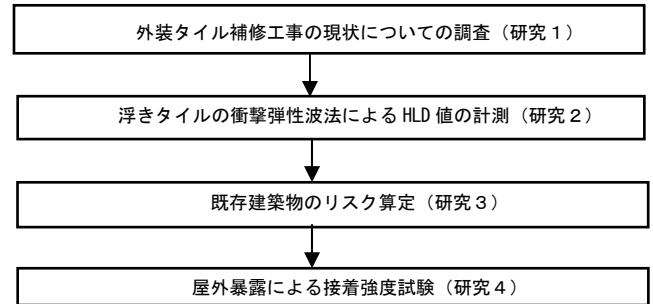 外装タイル補修工事の現状についての調査（研究１）
浮きタイルの衝撃弾性波法による HLD 値の計測（研究２）
既存建築物のリスク算定（研究３）
屋外暴露による接着強度試験（研究４）